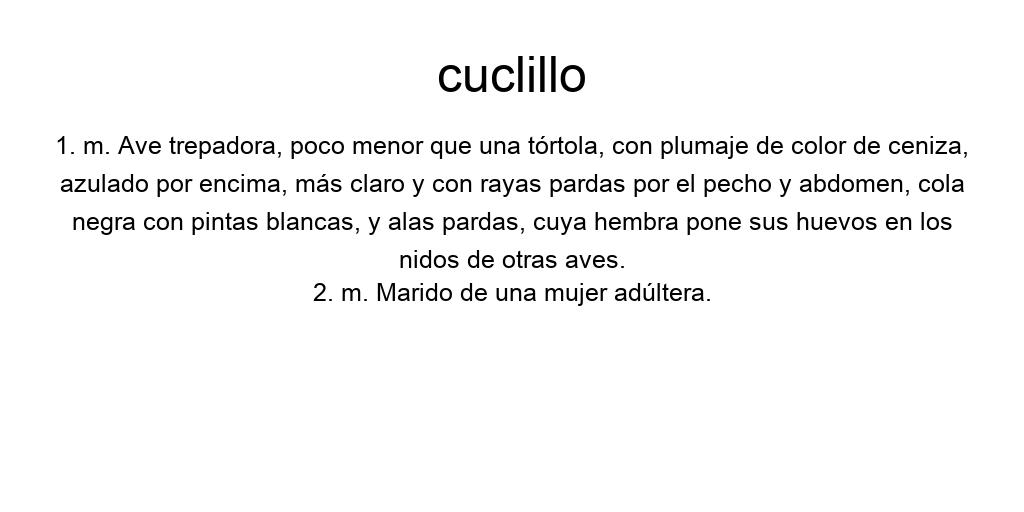 cuclillo
1. m. Ave trepadora, poco menor que una tórtola, con plumaje de color de ceniza,
azulado por encima, más claro y con rayas pardas por el pecho y abdomen, cola
negra con pintas blancas, y alas pardas, cuya hembra pone sus huevos en los
nidos de otras aves.
2. m. Marido de una mujer adúltera.